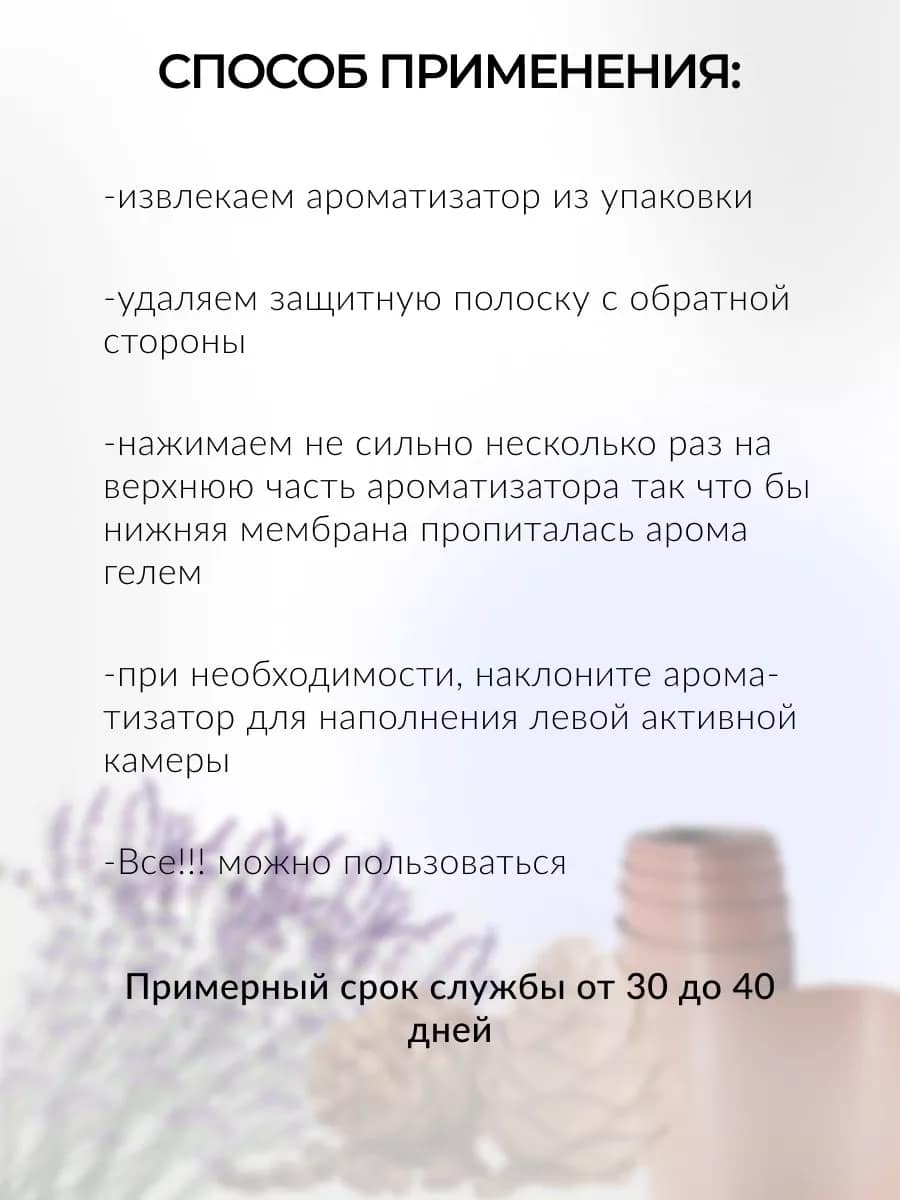 СПОСОБ ПРИМЕНЕНИЯ:
-извлекаем ароматизатор из упаковки
-удаляем защитную полоску с обратной
стороны
-нажимаем не сильно несколько раз на
верхнюю часть ароматизатора так что бы
нижняя мембрана пропиталась арома
гелем
-при необходимости, наклоните арома-
тизатор для наполнения левой активной
камеры
-Все!!! можно пользоваться
Примерный срок службы от 30 до 40
дней